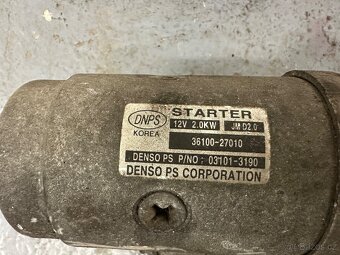 STARTER
DNPS
KOREA
12V 2.0KW JM D2.0
36100-27010
DENSO PS P/NO : 03101-3190
DENSO PS CORPORATION